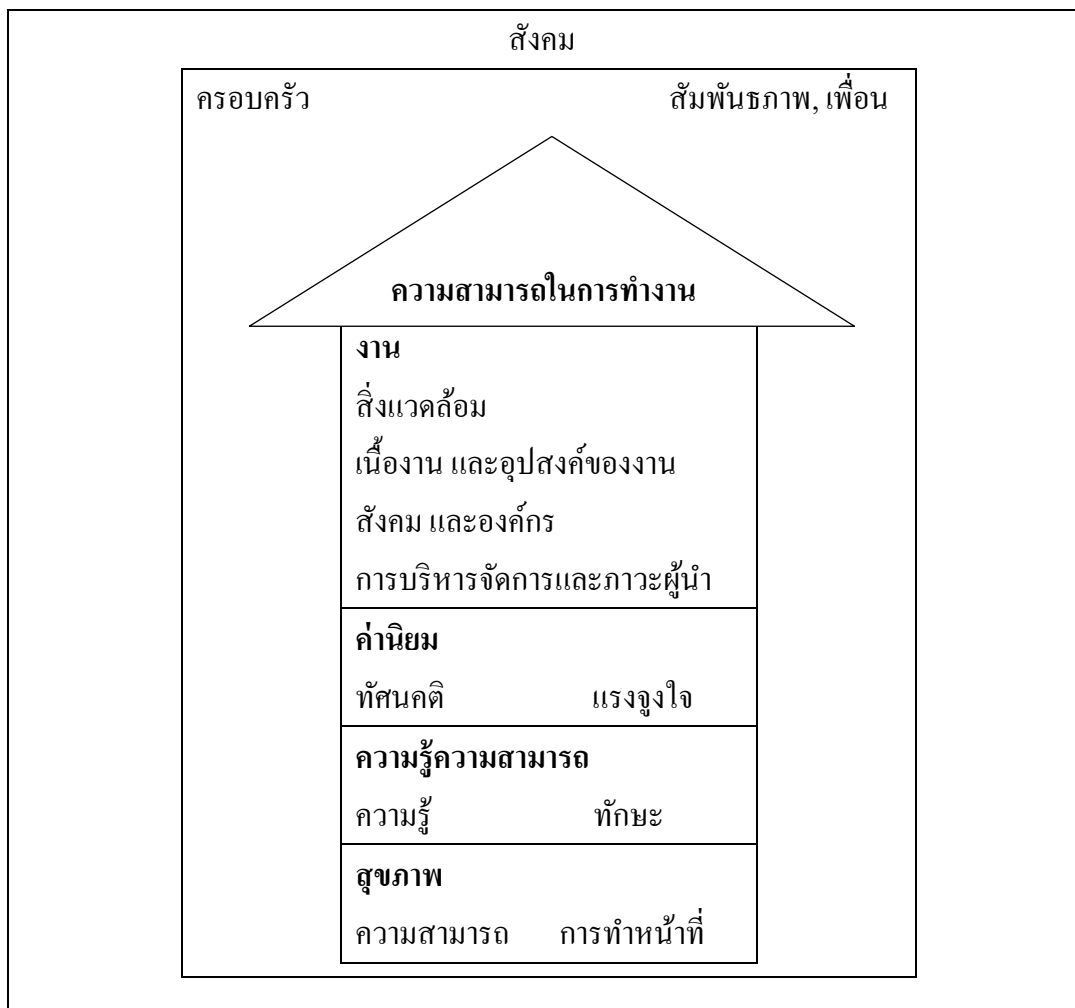 สังคม
ครอบครัว สัมพันธภาพ, เพื่อน
ความสามารถในการทำงาน
งาน
สิ่งแวดล้อม
เนื้องาน และอุปสงค์ของงาน
สังคม และองค์กร
การบริหารจัดการและภาวะผู้นำ
ค่านิยม
ทัศนคติ แรงจูงใจ
ความรู้ความสามารถ
ความรู้ ทักษะ
สุขภาพ
ความสามารถ การทำหน้าที่